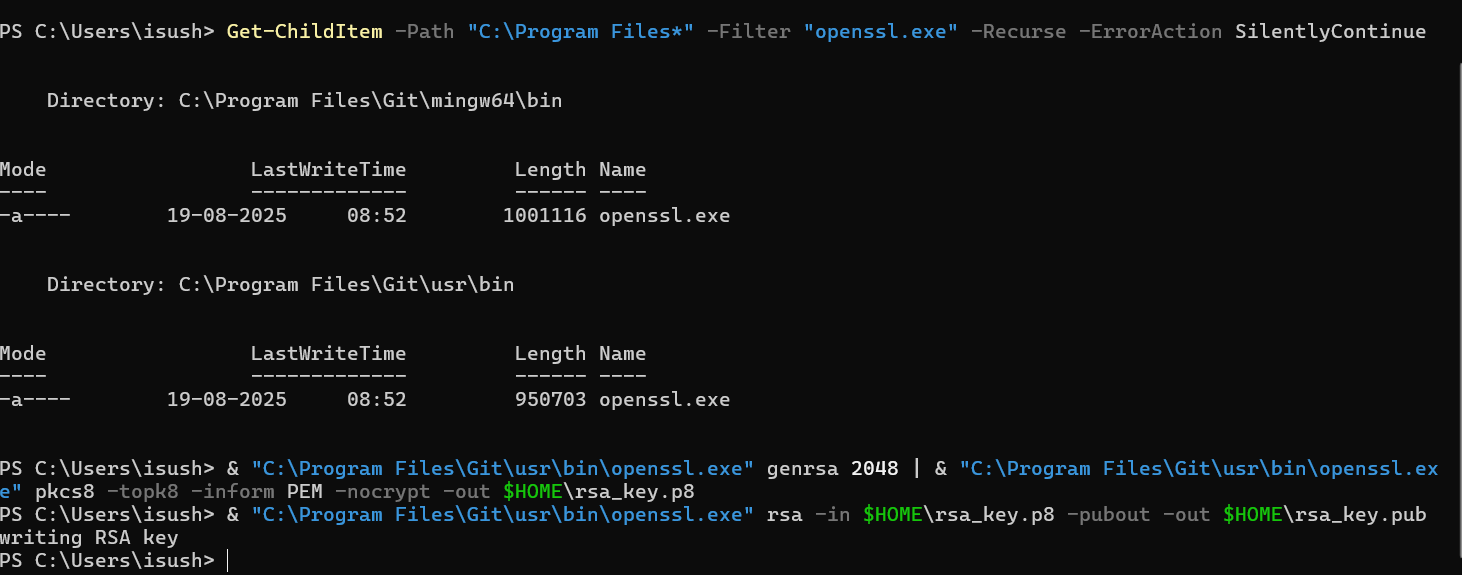 PS C:\Users\isush> Get-ChildItem -Path "C:\Program Files*" -Filter "openssl.exe" -Recurse -ErrorAction SilentlyContinue
Directory: C:\Program Files\Git\mingw64\bin
Mode                 LastWriteTime         Length Name
----                 -------------         ------ ----
-a----        19-08-2025     08:52        1001116 openssl.exe
Directory: C:\Program Files\Git\usr\bin
Mode                 LastWriteTime         Length Name
----                 -------------         ------ ----
-a----        19-08-2025     08:52         950703 openssl.exe
PS C:\Users\isush> & "C:\Program Files\Git\usr\bin\openssl.exe" genrsa 2048 | & "C:\Program Files\Git\usr\bin\openssl.ex
e" pkcs8 -topk8 -inform PEM -nocrypt -out $HOME\rsa_key.p8
PS C:\Users\isush> & "C:\Program Files\Git\usr\bin\openssl.exe" rsa -in $HOME\rsa_key.p8 -pubout -out $HOME\rsa_key.pub
writing RSA key
PS C:\Users\isush>